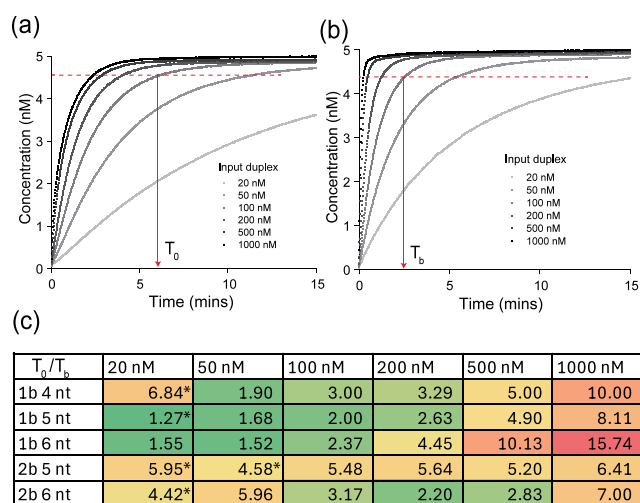 (a)
(b)
Concentration (nM)
5
4
3
2
1
0
Input duplex
20 nM
50 nM
100 nM
200 nM
500 nM
1000 nM
T0
0
5
10
15
Time (mins)
Concentration (nM)
5
4
3
2
1
0
Input duplex
20 nM
50 nM
100 nM
200 nM
500 nM
1000 nM
Tb
0
5
10
15
Time (mins)
(c)
T0/Tb 20 nM 50 nM 100 nM 200 nM 500 nM 1000 nM
1b 4 nt 6.84* 1.90 3.00 3.29 5.00 10.00
1b 5 nt 1.27* 1.68 2.00 2.63 4.90 8.11
1b 6 nt 1.55 1.52 2.37 4.45 10.13 15.74
2b 5 nt 5.95* 4.58* 5.48 5.64 5.20 6.41
2b 6 nt 4.42* 5.96 3.17 2.20 2.83 7.00